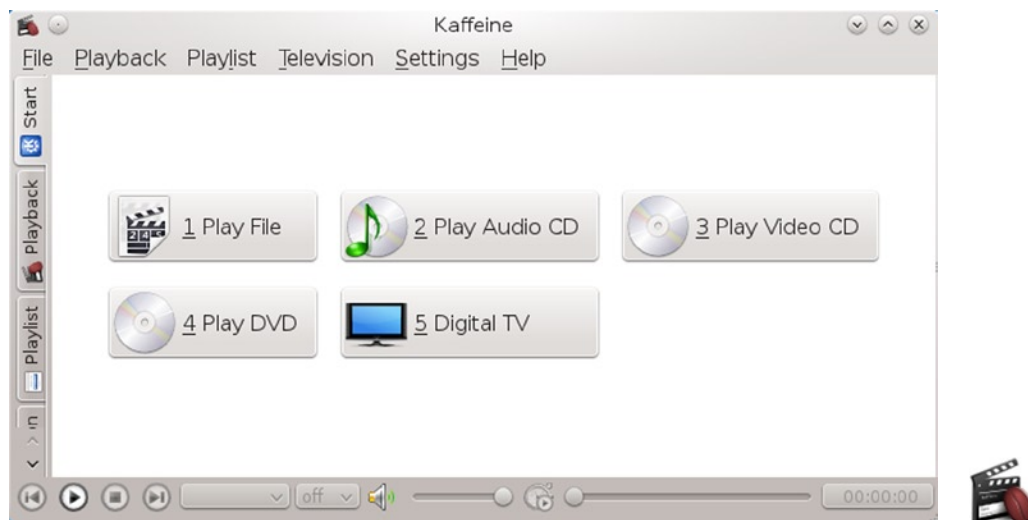 Kaffeine
File Playback Playlist Television Settings Help
Start
Playback
Playlist
1 Play File
2 Play Audio CD
3 Play Video CD
4 Play DVD
5 Digital TV
off
00:00:00